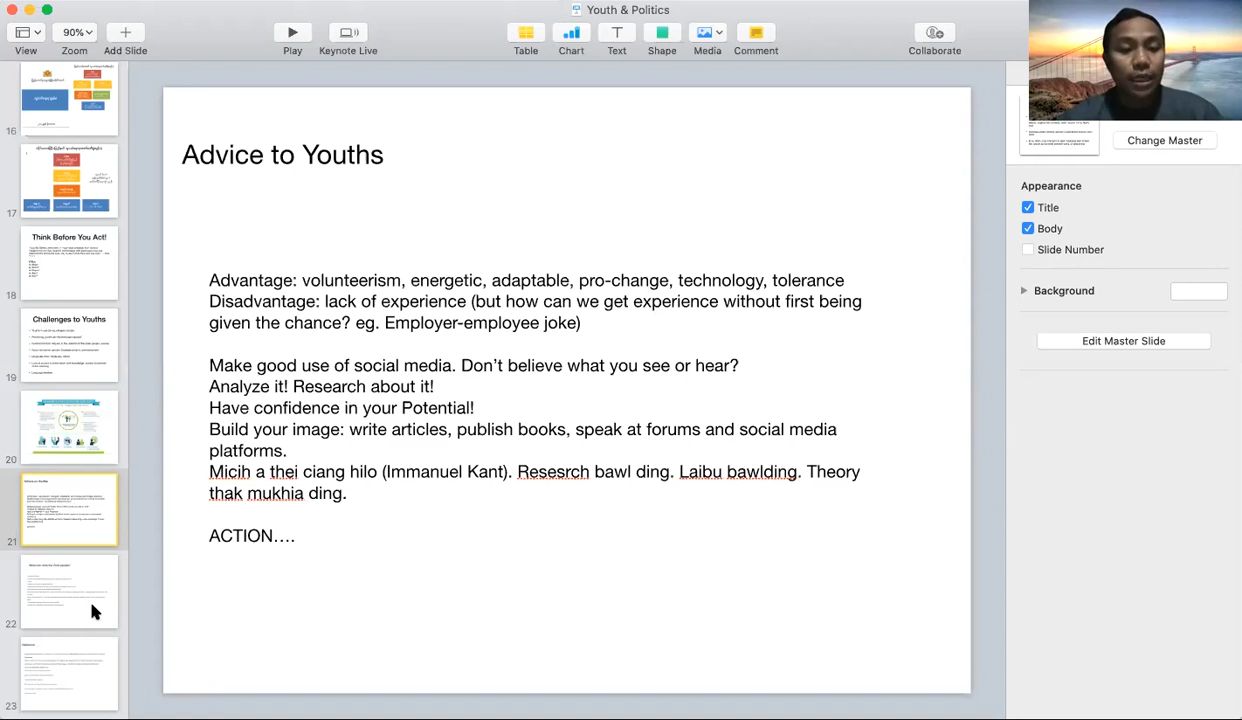 Youth & Politics
90%
View
Zoom
Add Slide
Play
Keynote Live
Table
Chart
Text
Shape
Media
Comment
Collaborate
16
17
Think Before You Act!
18
Challenges to Youths
19
20
21
22
23
Advice to Youths
Advantage: volunteerism, energetic, adaptable, pro-change, technology, tolerance
Disadvantage: lack of experience (but how can we get experience without first being
given the chance? eg. Employer-employee joke)
Make good use of social media. Don’t believe what you see or hear?
Analyze it! Research about it!
Have confidence in your Potential!
Build your image: write articles, publish books, speak at forums and social media
platforms.
Micih a thei ciang hilo (Immanuel Kant). Resesrch bawl ding. Laibu bawlding. Theory
thak mukhia ding.
ACTION….
Change Master
Appearance
Title
Body
Slide Number
Background
Edit Master Slide